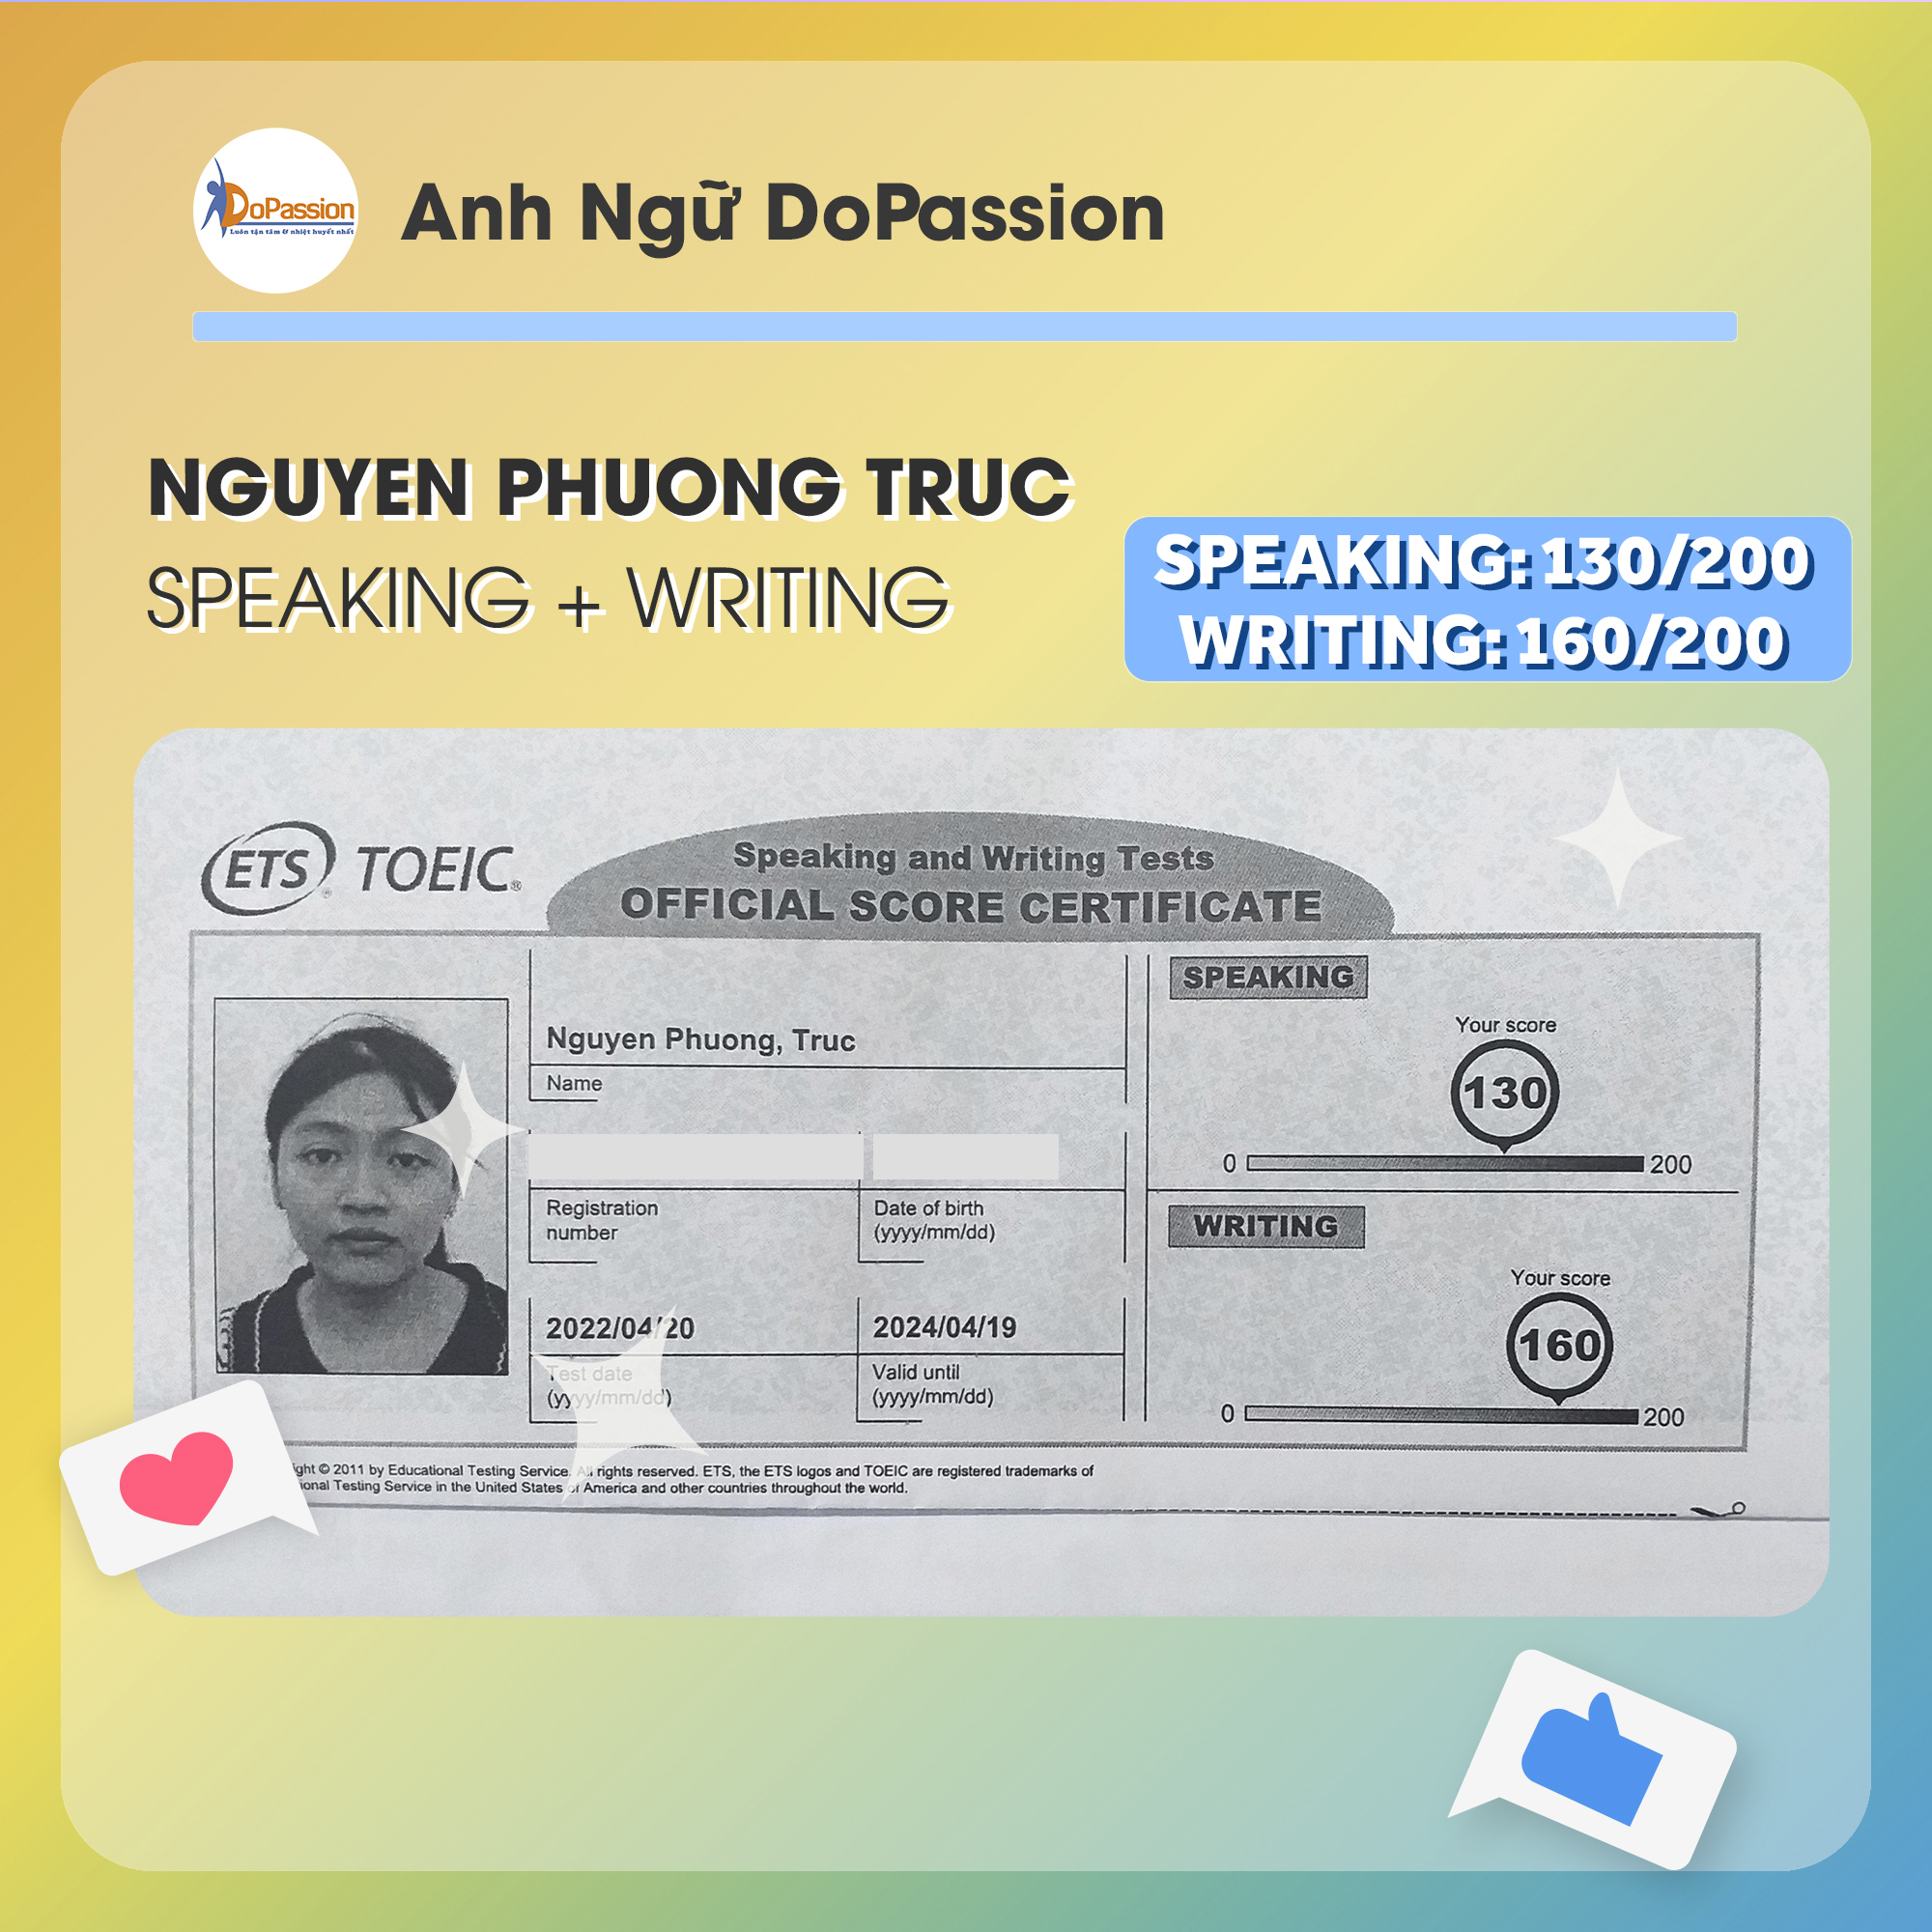 DoPassion
Luôn tận tâm & nhiệt huyết nhất
Anh Ngữ DoPassion
NGUYEN PHUONG TRUC
SPEAKING + WRITING
SPEAKING: 130/200
WRITING: 160/200
ETS® TOEIC®
Speaking and Writing Tests
OFFICIAL SCORE CERTIFICATE
Nguyen Phuong, Truc
Name
Registration
number
Date of birth
(yyyy/mm/dd)
2022/04/20
Test date
(yyyy/mm/dd)
2024/04/19
Valid until
(yyyy/mm/dd)
SPEAKING
Your score
130
0 200
WRITING
Your score
160
0 200
ght © 2011 by Educational Testing Service. All rights reserved. ETS, the ETS logos and TOEIC are registered trademarks of
ional Testing Service in the United States of America and other countries throughout the world.